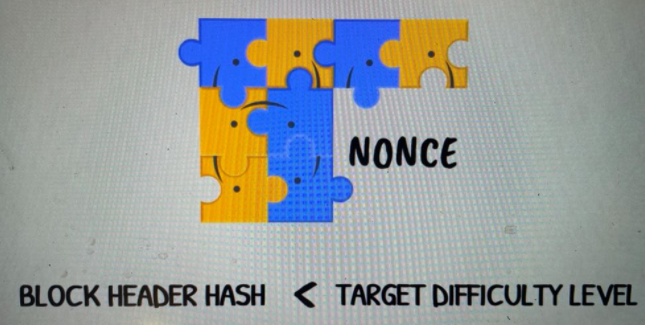 NONCE
BLOCK HEADER HASH < TARGET DIFFICULTY LEVEL